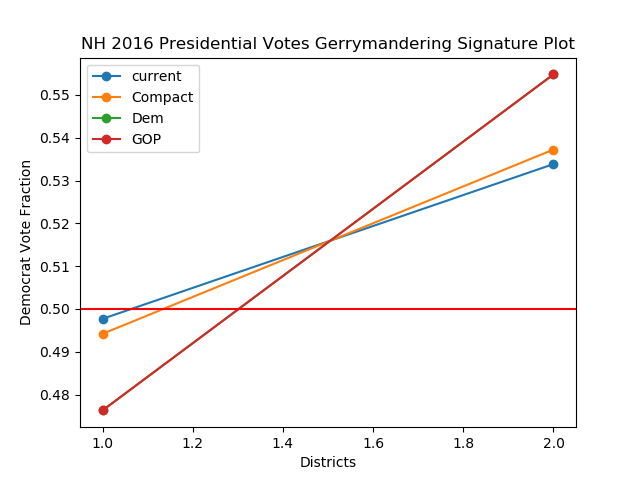 NH 2016 Presidential Votes Gerrymandering Signature Plot
current
Compact
Dem
GOP
Democrat Vote Fraction
0.55
0.54
0.53
0.52
0.51
0.50
0.49
0.48
1.0 1.2 1.4 1.6 1.8 2.0
Districts